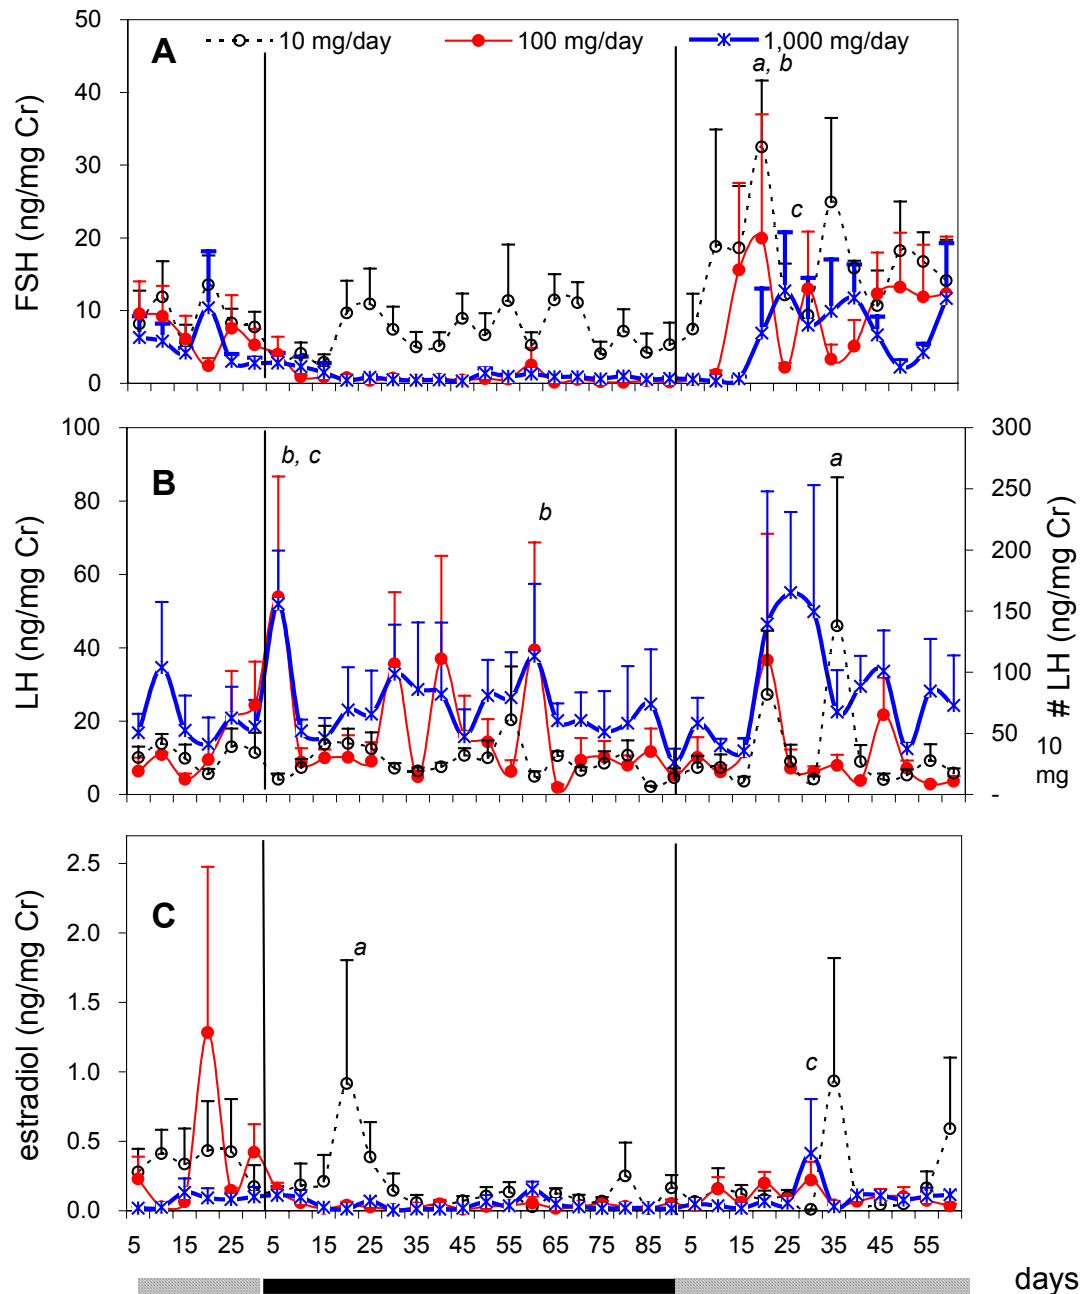 50
A
10 mg/day
100 mg/day
1,000 mg/day
a, b
40
30
c
20
10
0
FSH (ng/mg Cr)
100
300
B
b, c
a
80
250
b
200
60
150
40
100
20
50
0
-
LH (ng/mg Cr)
# LH (ng/mg Cr)
10
mg
2.5
C
a
2.0
1.5
c
1.0
0.5
0.0
estradiol (ng/mg Cr)
5 15 25 5 15 25 35 45 55 65 75 85 5 15 25 35 45 55
days